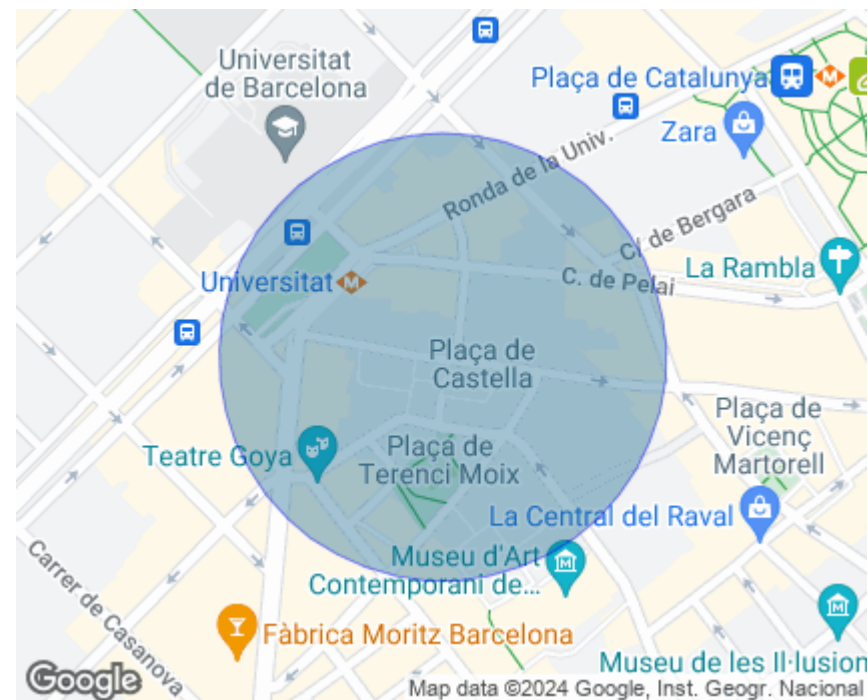 Universitat
de Barcelona
Plaça de Catalunya
Zara
Ronda de la Univ.
C/ de Bergara
La Rambla
C. de Pelai
Universitat
Plaça de
Castella
Plaça de
Vicenç
Martorell
Teatre Goya
Plaça de
Terenci Moix
La Central del Raval
Museu d'Art
Contemporani de...
Carrer de Casanova
Fàbrica Moritz Barcelona
Museu de les Il·lusion
Google
Map data ©2024 Google, Inst. Geogr. Nacional